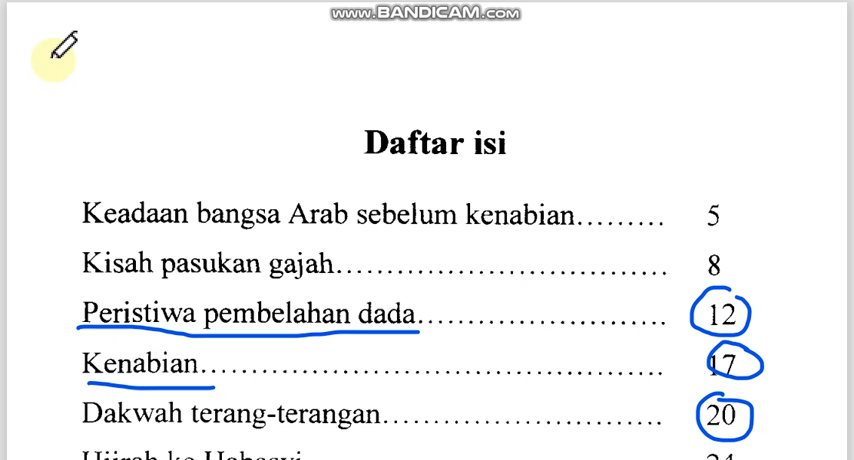 www.BANDICAM.com
Daftar isi
Keadaan bangsa Arab sebelum kenabian......... 5
Kisah pasukan gajah................................. 8
Peristiwa pembelahan dada......................... 12
Kenabian.............................................. 17
Dakwah terang-terangan............................ 20